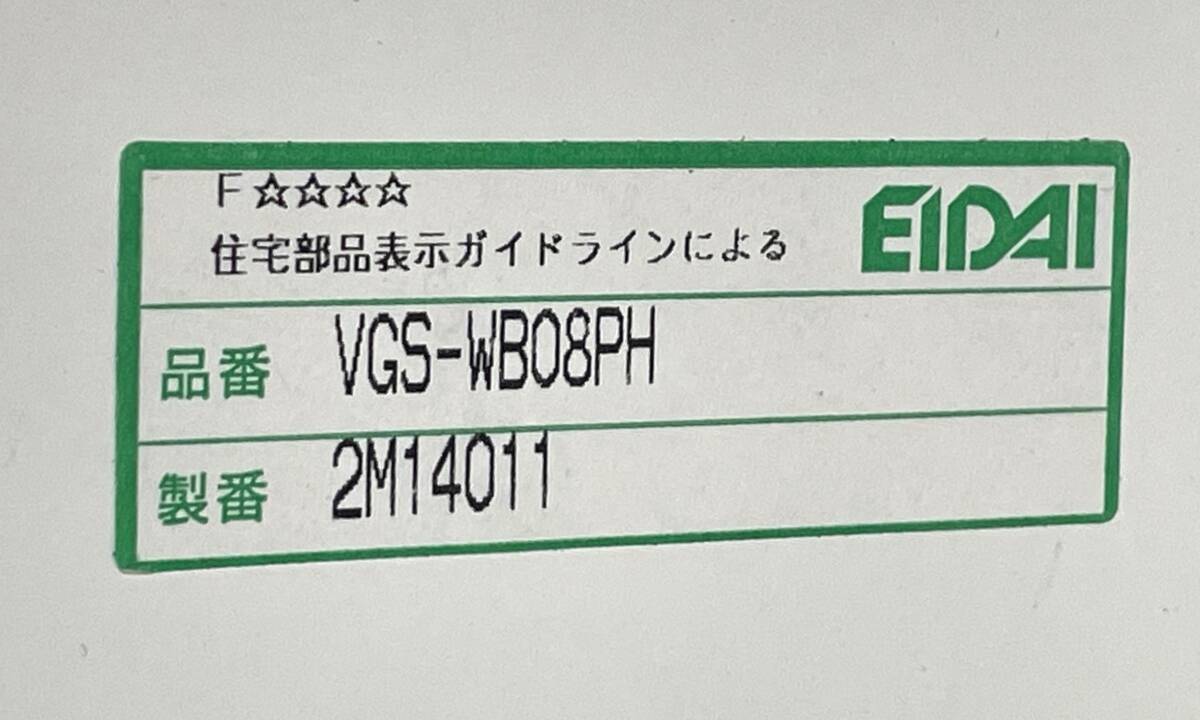 F☆☆☆☆
住宅部品表示ガイドラインによる
EIDAI
品番 VGS-WB08PH
製番 2M14011